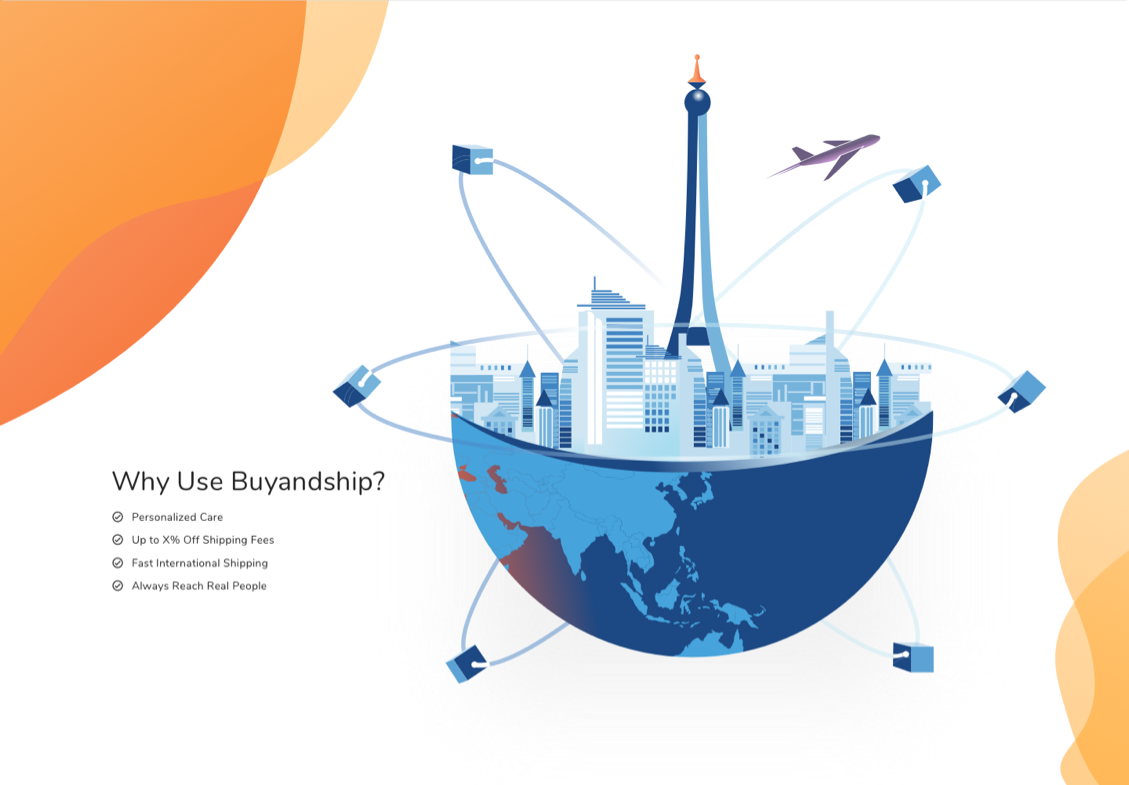 Why Use Buyandship?
Personalized Care
Up to X% Off Shipping Fees
Fast International Shipping
Always Reach Real People